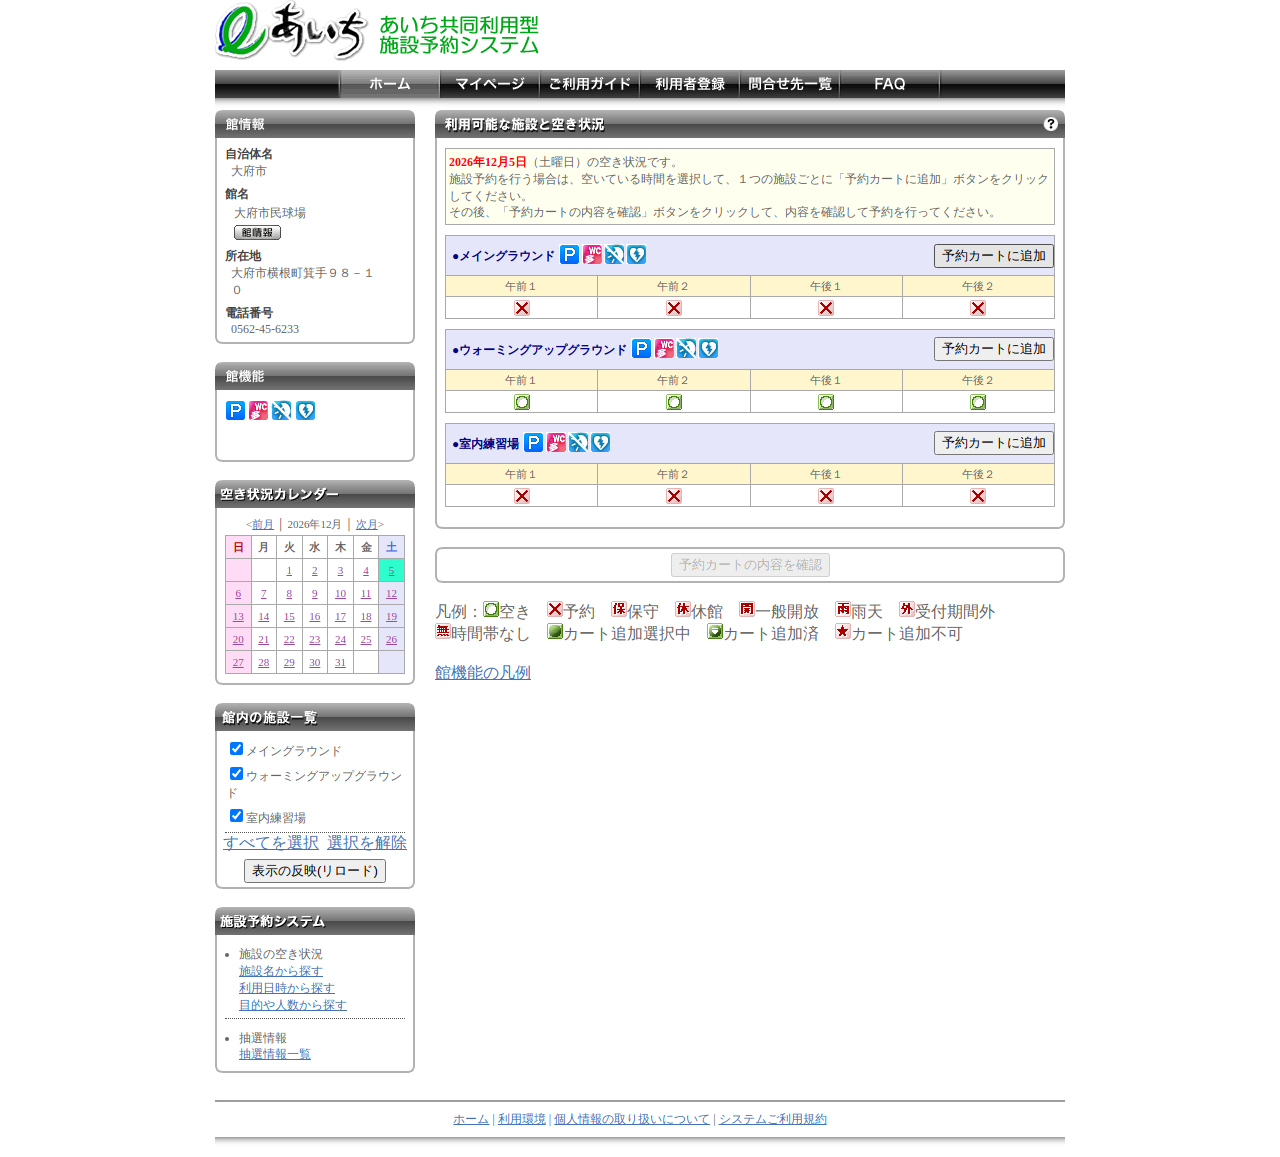 あいち あいち共同利用型
施設予約システム
ホーム マイページ ご利用ガイド 利用者登録 問合せ先一覧 FAQ
館情報
自治体名
大府市
館名
大府市民球場
館情報
所在地
大府市横根町箕手９８－１
０
電話番号
0562-45-6233
館機能
P WC多
空き状況カレンダー
<前月 │ 2026年12月 │ 次月>
日 月 火 水 木 金 土
1 2 3 4 5
6 7 8 9 10 11 12
13 14 15 16 17 18 19
20 21 22 23 24 25 26
27 28 29 30 31
館内の施設一覧
メイングラウンド
ウォーミングアップグラウン
ド
室内練習場
すべてを選択 選択を解除
表示の反映(リロード)
施設予約システム
施設の空き状況
施設名から探す
利用日時から探す
目的や人数から探す
抽選情報
抽選情報一覧
利用可能な施設と空き状況 ?
2026年12月5日（土曜日）の空き状況です。
施設予約を行う場合は、空いている時間を選択して、１つの施設ごとに「予約カートに追加」ボタンをクリック
してください。
その後、「予約カートの内容を確認」ボタンをクリックして、内容を確認して予約を行ってください。
●メイングラウンド P WC多 予約カートに追加
午前１ 午前２ 午後１ 午後２
●ウォーミングアップグラウンド P WC多 予約カートに追加
午前１ 午前２ 午後１ 午後２
●室内練習場 P WC多 予約カートに追加
午前１ 午前２ 午後１ 午後２
予約カートの内容を確認
凡例：空き 予約 保保守 休休館 開一般開放 雨雨天 外受付期間外
無時間帯なし カート追加選択中 カート追加済 カート追加不可
館機能の凡例
ホーム | 利用環境 | 個人情報の取り扱いについて | システムご利用規約